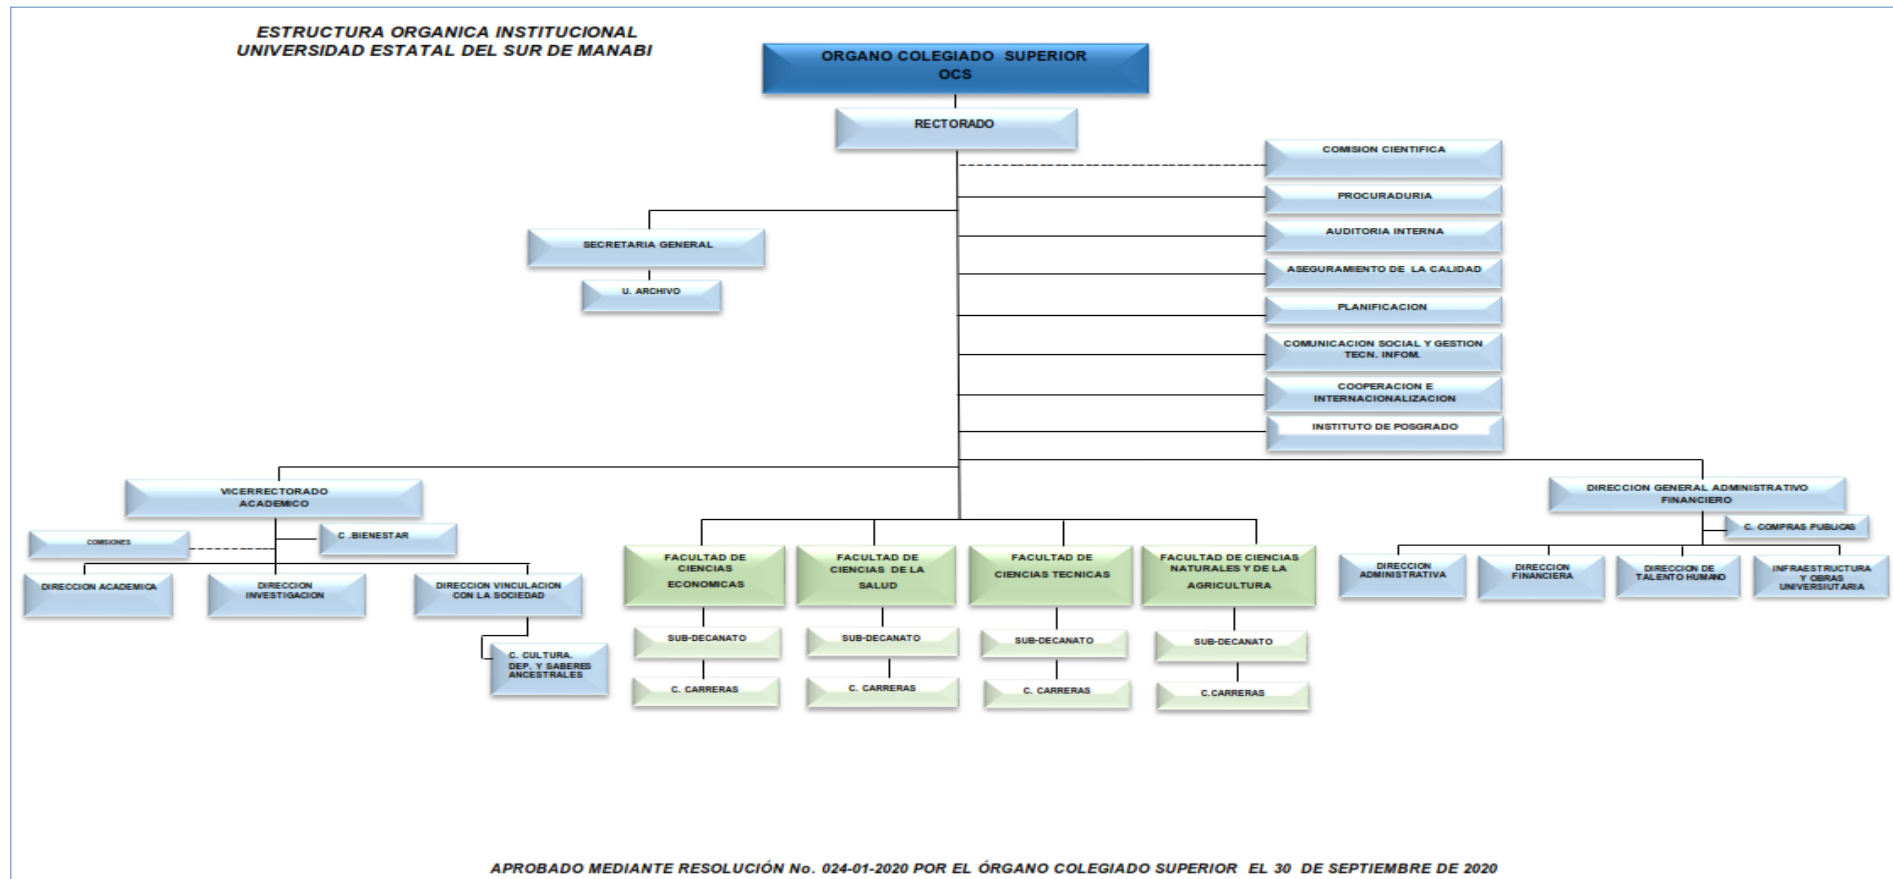 ESTRUCTURA ORGANICA INSTITUCIONAL
UNIVERSIDAD ESTATAL DEL SUR DE MANABI
ORGANO COLEGIADO SUPERIOR
OCS
RECTORADO
COMISION CIENTIFICA
PROCURADURIA
SECRETARIA GENERAL
AUDITORIA INTERNA
ASEGURAMIENTO DE LA CALIDAD
U. ARCHIVO
PLANIFICACION
COMUNICACION SOCIAL Y GESTION
TECN. INFOM.
COOPERACION E
INTERNACIONALIZACION
INSTITUTO DE POSGRADO
VICERRECTORADO
ACADEMICO
DIRECCION GENERAL ADMINISTRATIVO
FINANCIERO
COMISIONES
C .BIENESTAR
C. COMPRAS PUBLICAS
DIRECCION ACADEMICA
DIRECCION
INVESTIGACION
DIRECCION VINCULACION
CON LA SOCIEDAD
C. CULTURA.
DEP. Y SABERES
ANCESTRALES
FACULTAD DE
CIENCIAS
ECONOMICAS
FACULTAD DE
CIENCIAS DE LA
SALUD
FACULTAD DE
CIENCIAS TECNICAS
FACULTAD DE CIENCIAS
NATURALES Y DE LA
AGRICULTURA
DIRECCION
ADMINISTRATIVA
DIRECCION
FINANCIERA
DIRECCION DE
TALENTO HUMANO
INFRAESTRUCTURA
Y OBRAS
UNIVERSIUTARIA
SUB-DECANATO
SUB-DECANATO
SUB-DECANATO
SUB-DECANATO
C. CARRERAS
C. CARRERAS
C. CARRERAS
C.CARRERAS
APROBADO MEDIANTE RESOLUCIÓN No. 024-01-2020 POR EL ÓRGANO COLEGIADO SUPERIOR EL 30 DE SEPTIEMBRE DE 2020